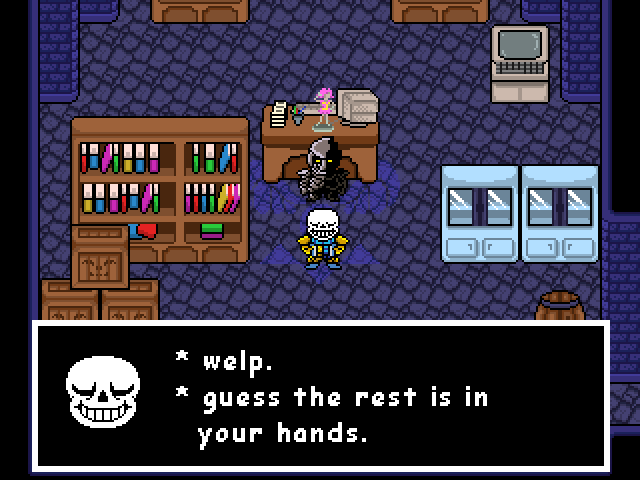 * welp.
* guess the rest is in
your hands.